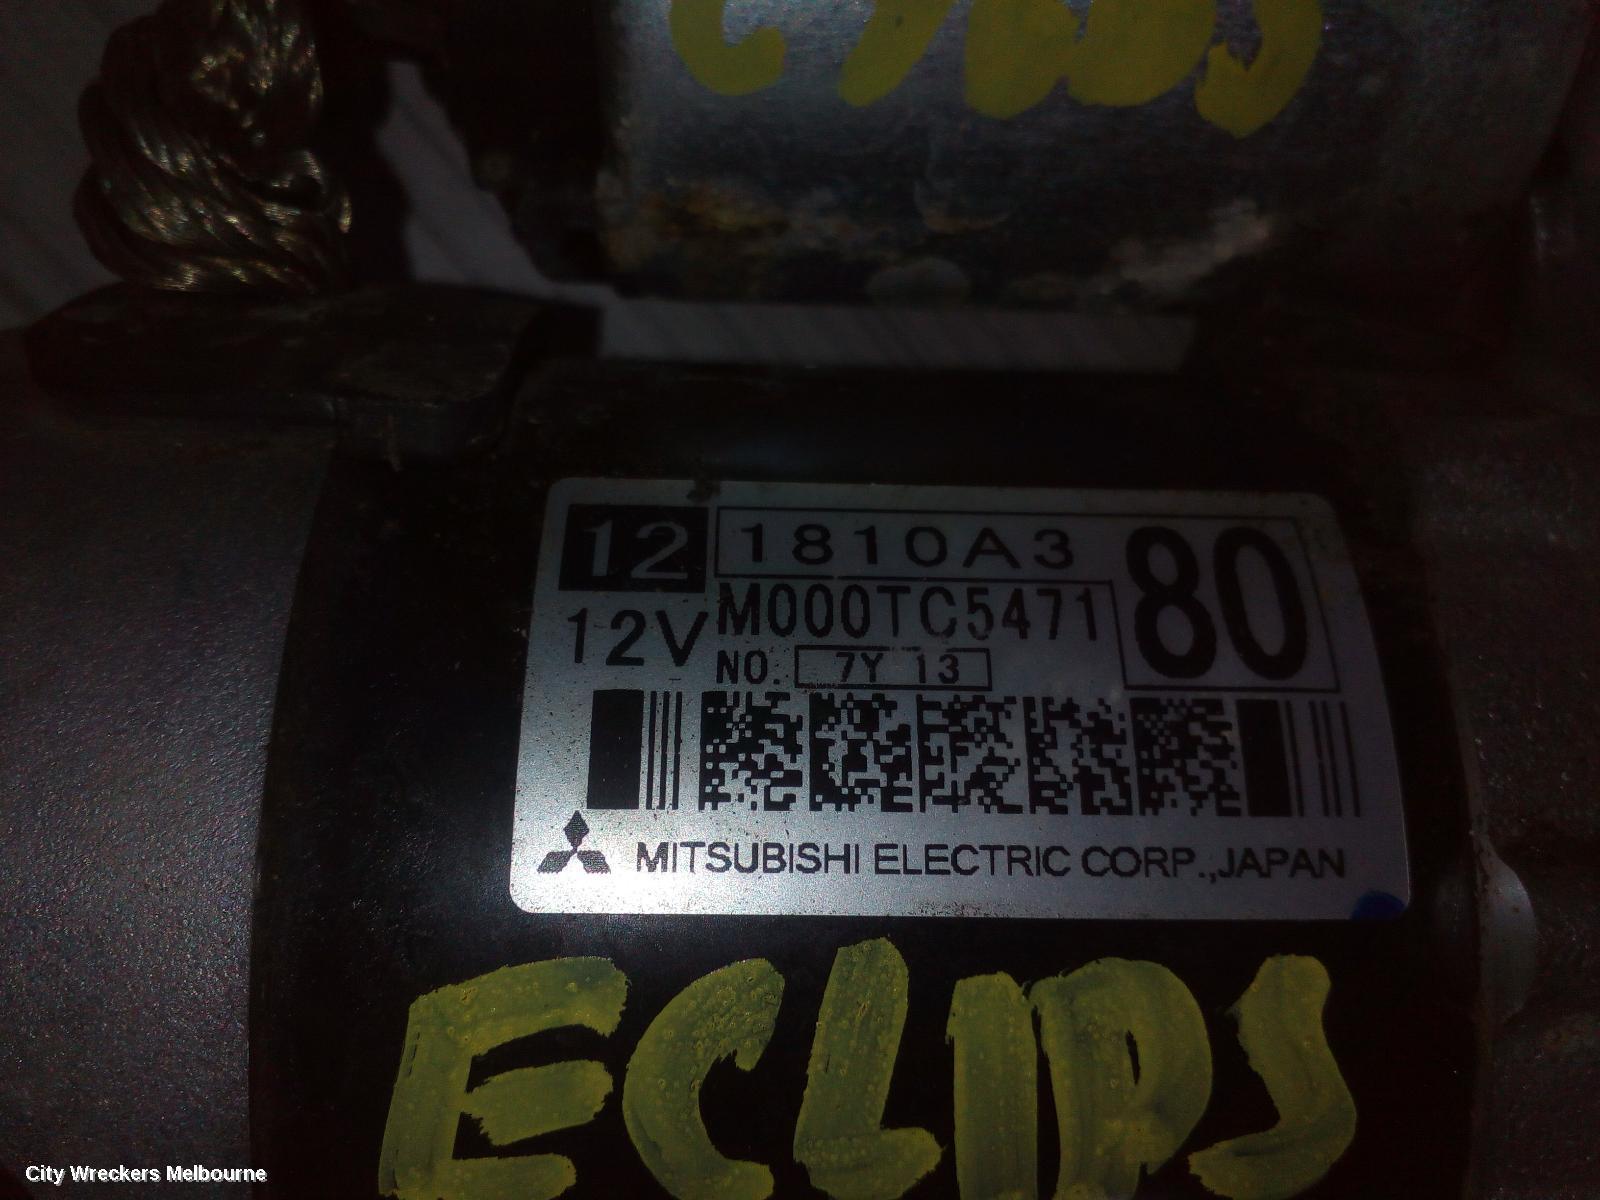 12 1810A3 80
12V M000TC5471
NO. 7Y 13
MITSUBISHI ELECTRIC CORP.,JAPAN
ECLIPS
City Wreckers Melbourne